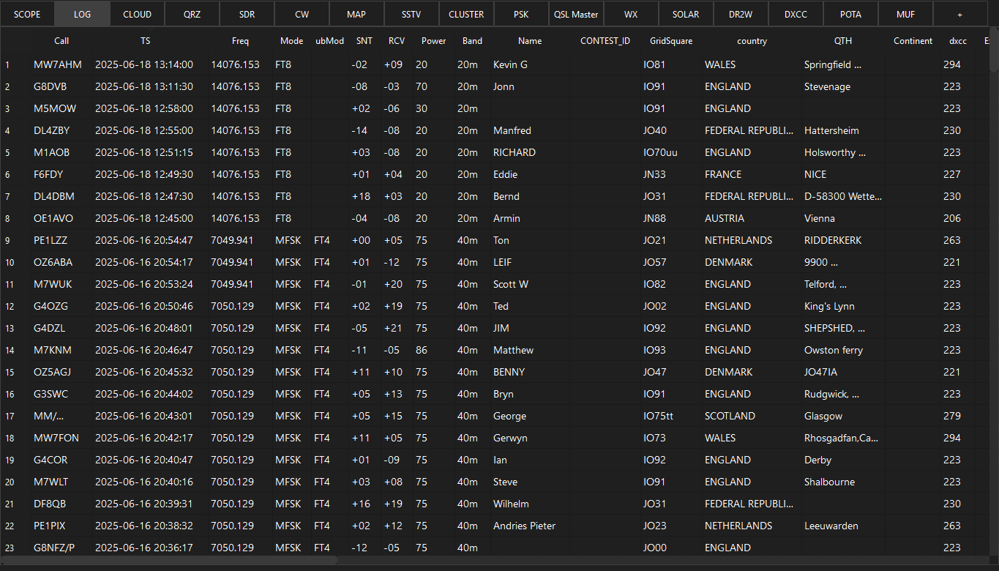 SCOPE LOG CLOUD QRZ SDR CW MAP SSTV CLUSTER PSK QSL Master WX SOLAR DR2W DXCC POTA MUF +
Call TS Freq Mode ubMod SNT RCV Power Band Name CONTEST_ID GridSquare country QTH Continent dxcc
1 MW7AHM 2025-06-18 13:14:00 14076.153 FT8 -02 +09 20 20m Kevin G IO81 WALES Springfield ... 294
2 G8DVB 2025-06-18 13:11:30 14076.153 FT8 -08 -03 70 20m Jonn IO91 ENGLAND Stevenage 223
3 M5MOW 2025-06-18 12:58:00 14076.153 FT8 +02 -06 30 20m IO91 ENGLAND 223
4 DL4ZBY 2025-06-18 12:55:00 14076.153 FT8 -14 -08 20 20m Manfred JO40 FEDERAL REPUBLI... Hattersheim 230
5 M1AOB 2025-06-18 12:51:15 14076.153 FT8 +03 -08 20 20m RICHARD IO70uu ENGLAND Holsworthy ... 223
6 F6FDY 2025-06-18 12:49:30 14076.153 FT8 +01 +04 20 20m Eddie JN33 FRANCE NICE 227
7 DL4DBM 2025-06-18 12:47:30 14076.153 FT8 +18 +03 20 20m Bernd JO31 FEDERAL REPUBLI... D-58300 Wette... 230
8 OE1AVO 2025-06-18 12:45:00 14076.153 FT8 -04 -08 20 20m Armin JN88 AUSTRIA Vienna 206
9 PE1LZZ 2025-06-16 20:54:47 7049.941 MFSK FT4 +00 +05 75 40m Ton JO21 NETHERLANDS RIDDERKERK 263
10 OZ6ABA 2025-06-16 20:54:17 7049.941 MFSK FT4 +01 -12 75 40m LEIF JO57 DENMARK 9900 ... 221
11 M7WUK 2025-06-16 20:53:24 7049.941 MFSK FT4 -01 +20 75 40m Scott W IO82 ENGLAND Telford, ... 223
12 G4OZG 2025-06-16 20:50:46 7050.129 MFSK FT4 +02 +19 75 40m Ted JO02 ENGLAND King's Lynn 223
13 G4DZL 2025-06-16 20:48:01 7050.129 MFSK FT4 -05 +21 75 40m JIM IO92 ENGLAND SHEPSHED, ... 223
14 M7KNM 2025-06-16 20:46:47 7050.129 MFSK FT4 -11 -05 86 40m Matthew IO93 ENGLAND Owston ferry 223
15 OZ5AGJ 2025-06-16 20:45:32 7050.129 MFSK FT4 +11 +10 75 40m BENNY JO47 DENMARK JO47IA 221
16 G3SWC 2025-06-16 20:44:02 7050.129 MFSK FT4 +05 +13 75 40m Bryn IO91 ENGLAND Rudgwick, ... 223
17 MM/... 2025-06-16 20:43:01 7050.129 MFSK FT4 +05 +15 75 40m George IO75tt SCOTLAND Glasgow 279
18 MW7FON 2025-06-16 20:42:17 7050.129 MFSK FT4 +11 +05 75 40m Gerwyn IO73 WALES Rhosgadfan,Ca... 294
19 G4COR 2025-06-16 20:40:47 7050.129 MFSK FT4 +01 -09 75 40m Ian IO92 ENGLAND Derby 223
20 M7WLT 2025-06-16 20:40:16 7050.129 MFSK FT4 +03 +08 75 40m Steve IO91 ENGLAND Shalbourne 223
21 DF8QB 2025-06-16 20:39:31 7050.129 MFSK FT4 +16 +19 75 40m Wilhelm JO31 FEDERAL REPUBLI... 230
22 PE1PIX 2025-06-16 20:38:32 7050.129 MFSK FT4 +02 +12 75 40m Andries Pieter JO23 NETHERLANDS Leeuwarden 263
23 G8NFZ/P 2025-06-16 20:36:17 7050.129 MFSK FT4 -12 -05 75 40m JO00 ENGLAND 223